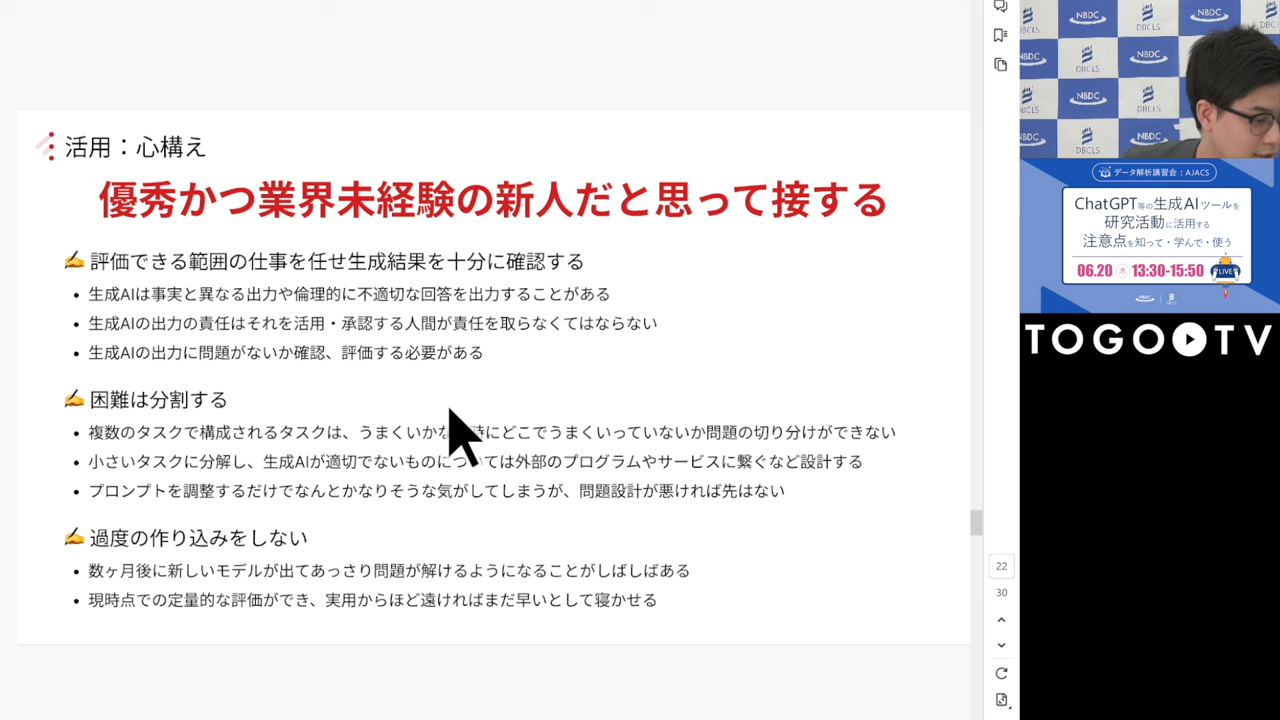 活用：心構え
優秀かつ業界未経験の新人だと思って接する
✍ 評価できる範囲の仕事を任せ生成結果を十分に確認する
• 生成AIは事実と異なる出力や倫理的に不適切な回答を出力することがある
• 生成AIの出力の責任はそれを活用・承認する人間が責任を取らなくてはならない
• 生成AIの出力に問題がないか確認、評価する必要がある
✍ 困難は分割する
• 複数のタスクで構成されるタスクは、うまくいかな 時にどこでうまくいっていないか問題の切り分けができない
• 小さいタスクに分解し、生成AIが適切でないものに ては外部のプログラムやサービスに繋ぐなど設計する
• プロンプトを調整するだけでなんとかなりそうな気がしてしまうが、問題設計が悪ければ先はない
✍ 過度の作り込みをしない
• 数ヶ月後に新しいモデルが出てあっさり問題が解けるようになることがしばしばある
• 現時点での定量的な評価ができ、実用からほど遠ければまだ早いとして寝かせる
22
30
NBDC
DBCLS
NBDC
DBCLS
NBDC
DBCLS
NBDC
DBCLS
NBDC
DBCLS
NBDC
データ解析講習会：AJACS
ChatGPT等の生成AIツールを
研究活動に活用する
注意点を知って・学んで・使う
06.20 木 13:30-15:50 LIVE
NBDC
TOGO TV